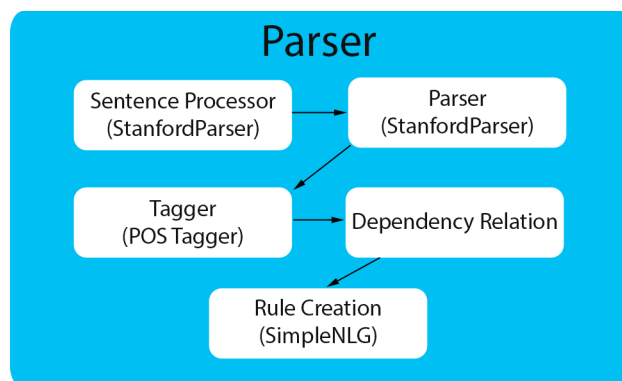 Parser
Sentence Processor
(StanfordParser)
Parser
(StanfordParser)
Tagger
(POS Tagger)
Dependency Relation
Rule Creation
(SimpleNLG)